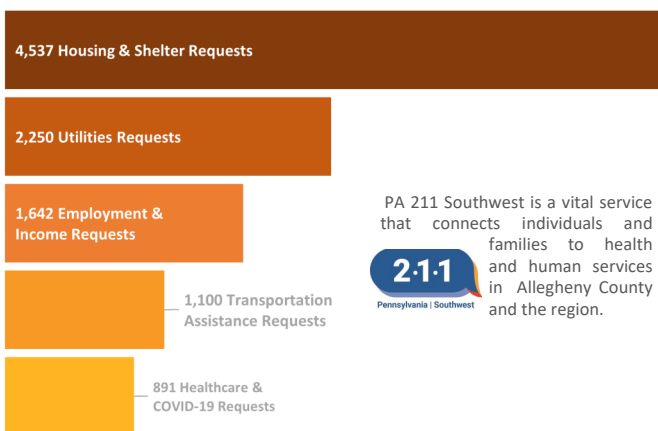 4,537 Housing & Shelter Requests
2,250 Utilities Requests
1,642 Employment &
Income Requests
1,100 Transportation
Assistance Requests
891 Healthcare &
COVID-19 Requests
PA 211 Southwest is a vital service
that connects individuals and
families to health
and human services
in Allegheny County
and the region.
2·1·1
Pennsylvania | Southwest